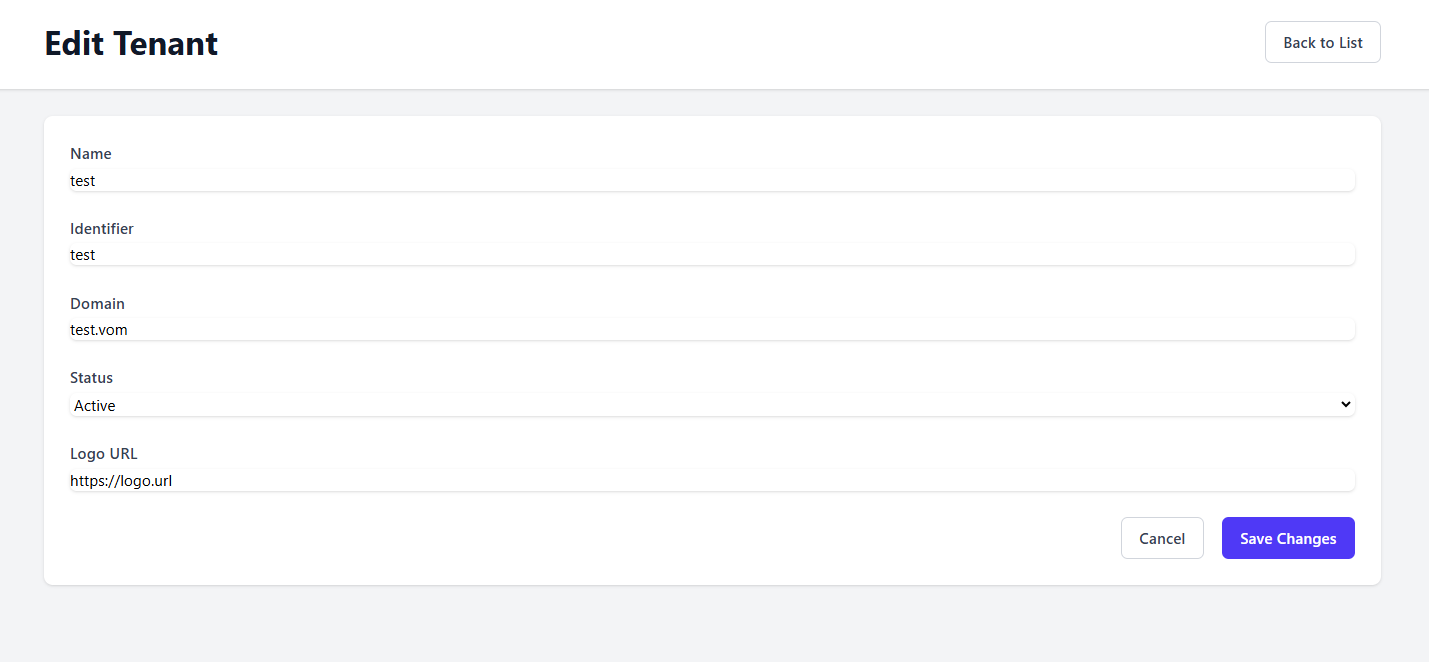 Edit Tenant
Back to List
Name
test
Identifier
test
Domain
test.vom
Status
Active
Logo URL
https://logo.url
Cancel
Save Changes